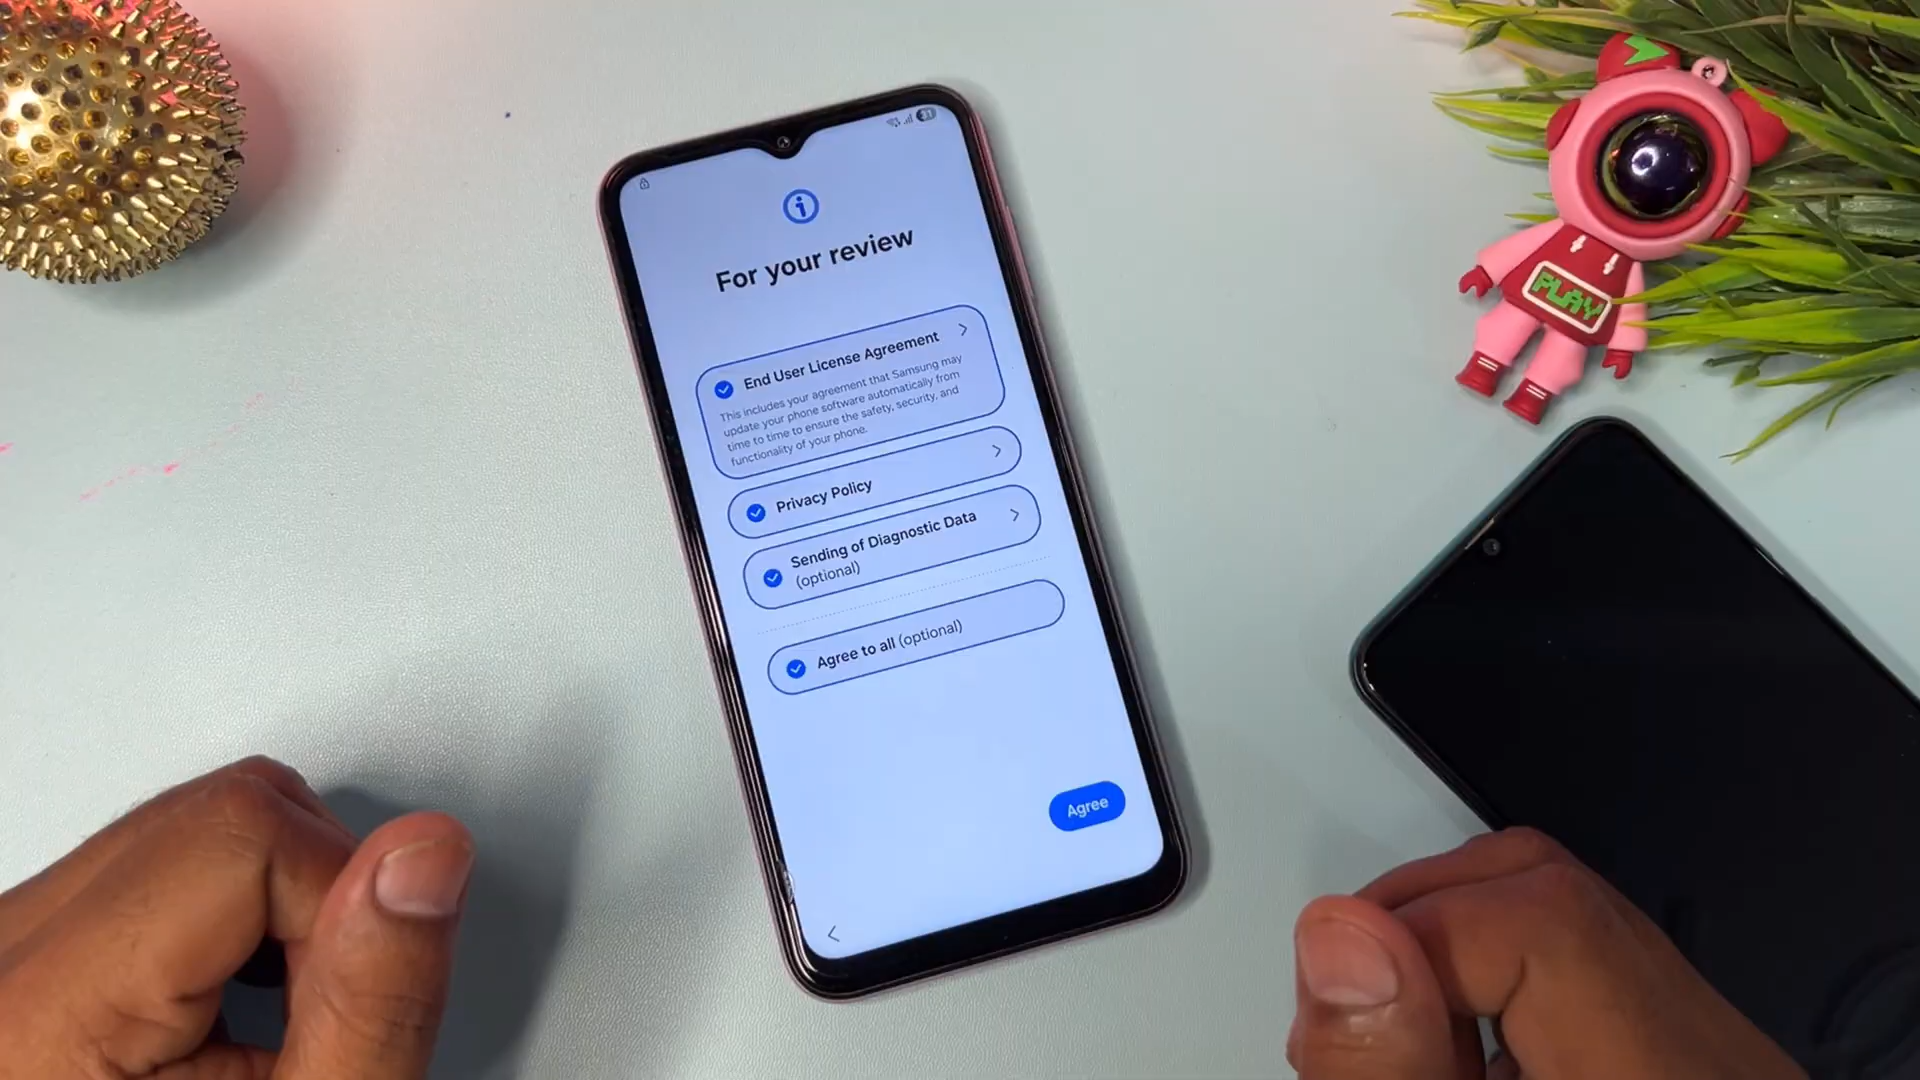 31
For your review
End User License Agreement
This includes your agreement that Samsung may
update your phone software automatically from
time to time to ensure the safety, security, and
functionality of your phone.
Privacy Policy
Sending of Diagnostic Data
(optional)
Agree to all (optional)
Agree
PLAY